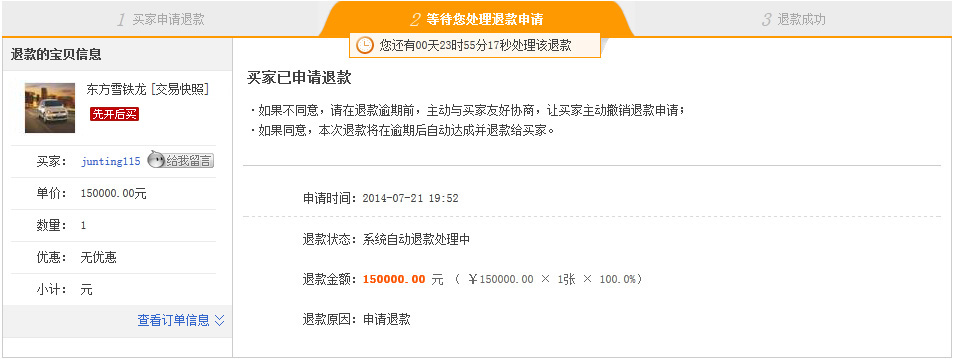 1 买家申请退款
2 等待您处理退款申请
3 退款成功
您还有00天23时55分17秒处理该退款
退款的宝贝信息
东方雪铁龙 [交易快照]
先开后买
买家： junting115 给我留言
单价： 150000.00元
数量： 1
优惠： 无优惠
小计： 元
查看订单信息
买家已申请退款
·如果不同意，请在退款逾期前，主动与买家友好协商，让买家主动撤销退款申请；
·如果同意，本次退款将在逾期后自动达成并退款给买家。
申请时间：2014-07-21 19:52
退款状态：系统自动退款处理中
退款金额：150000.00 元 （ ￥150000.00 × 1张 × 100.0%）
退款原因：申请退款